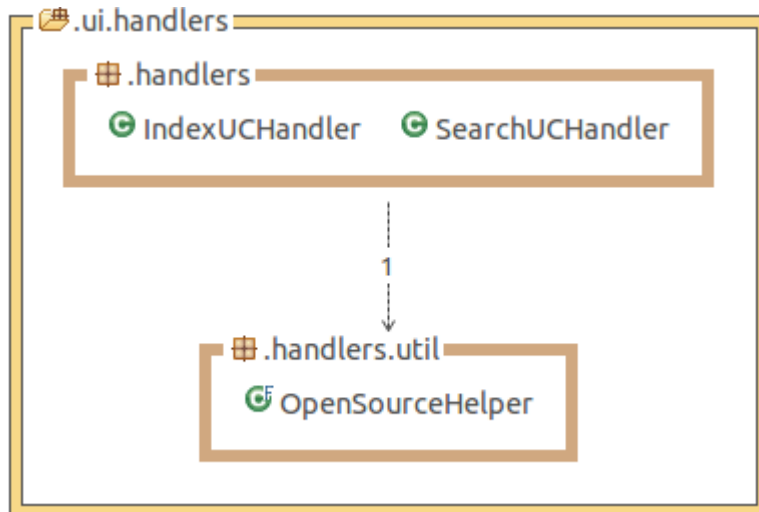 .ui.handlers
.handlers
IndexUCHandler SearchUCHandler
1
.handlers.util
OpenSourceHelper